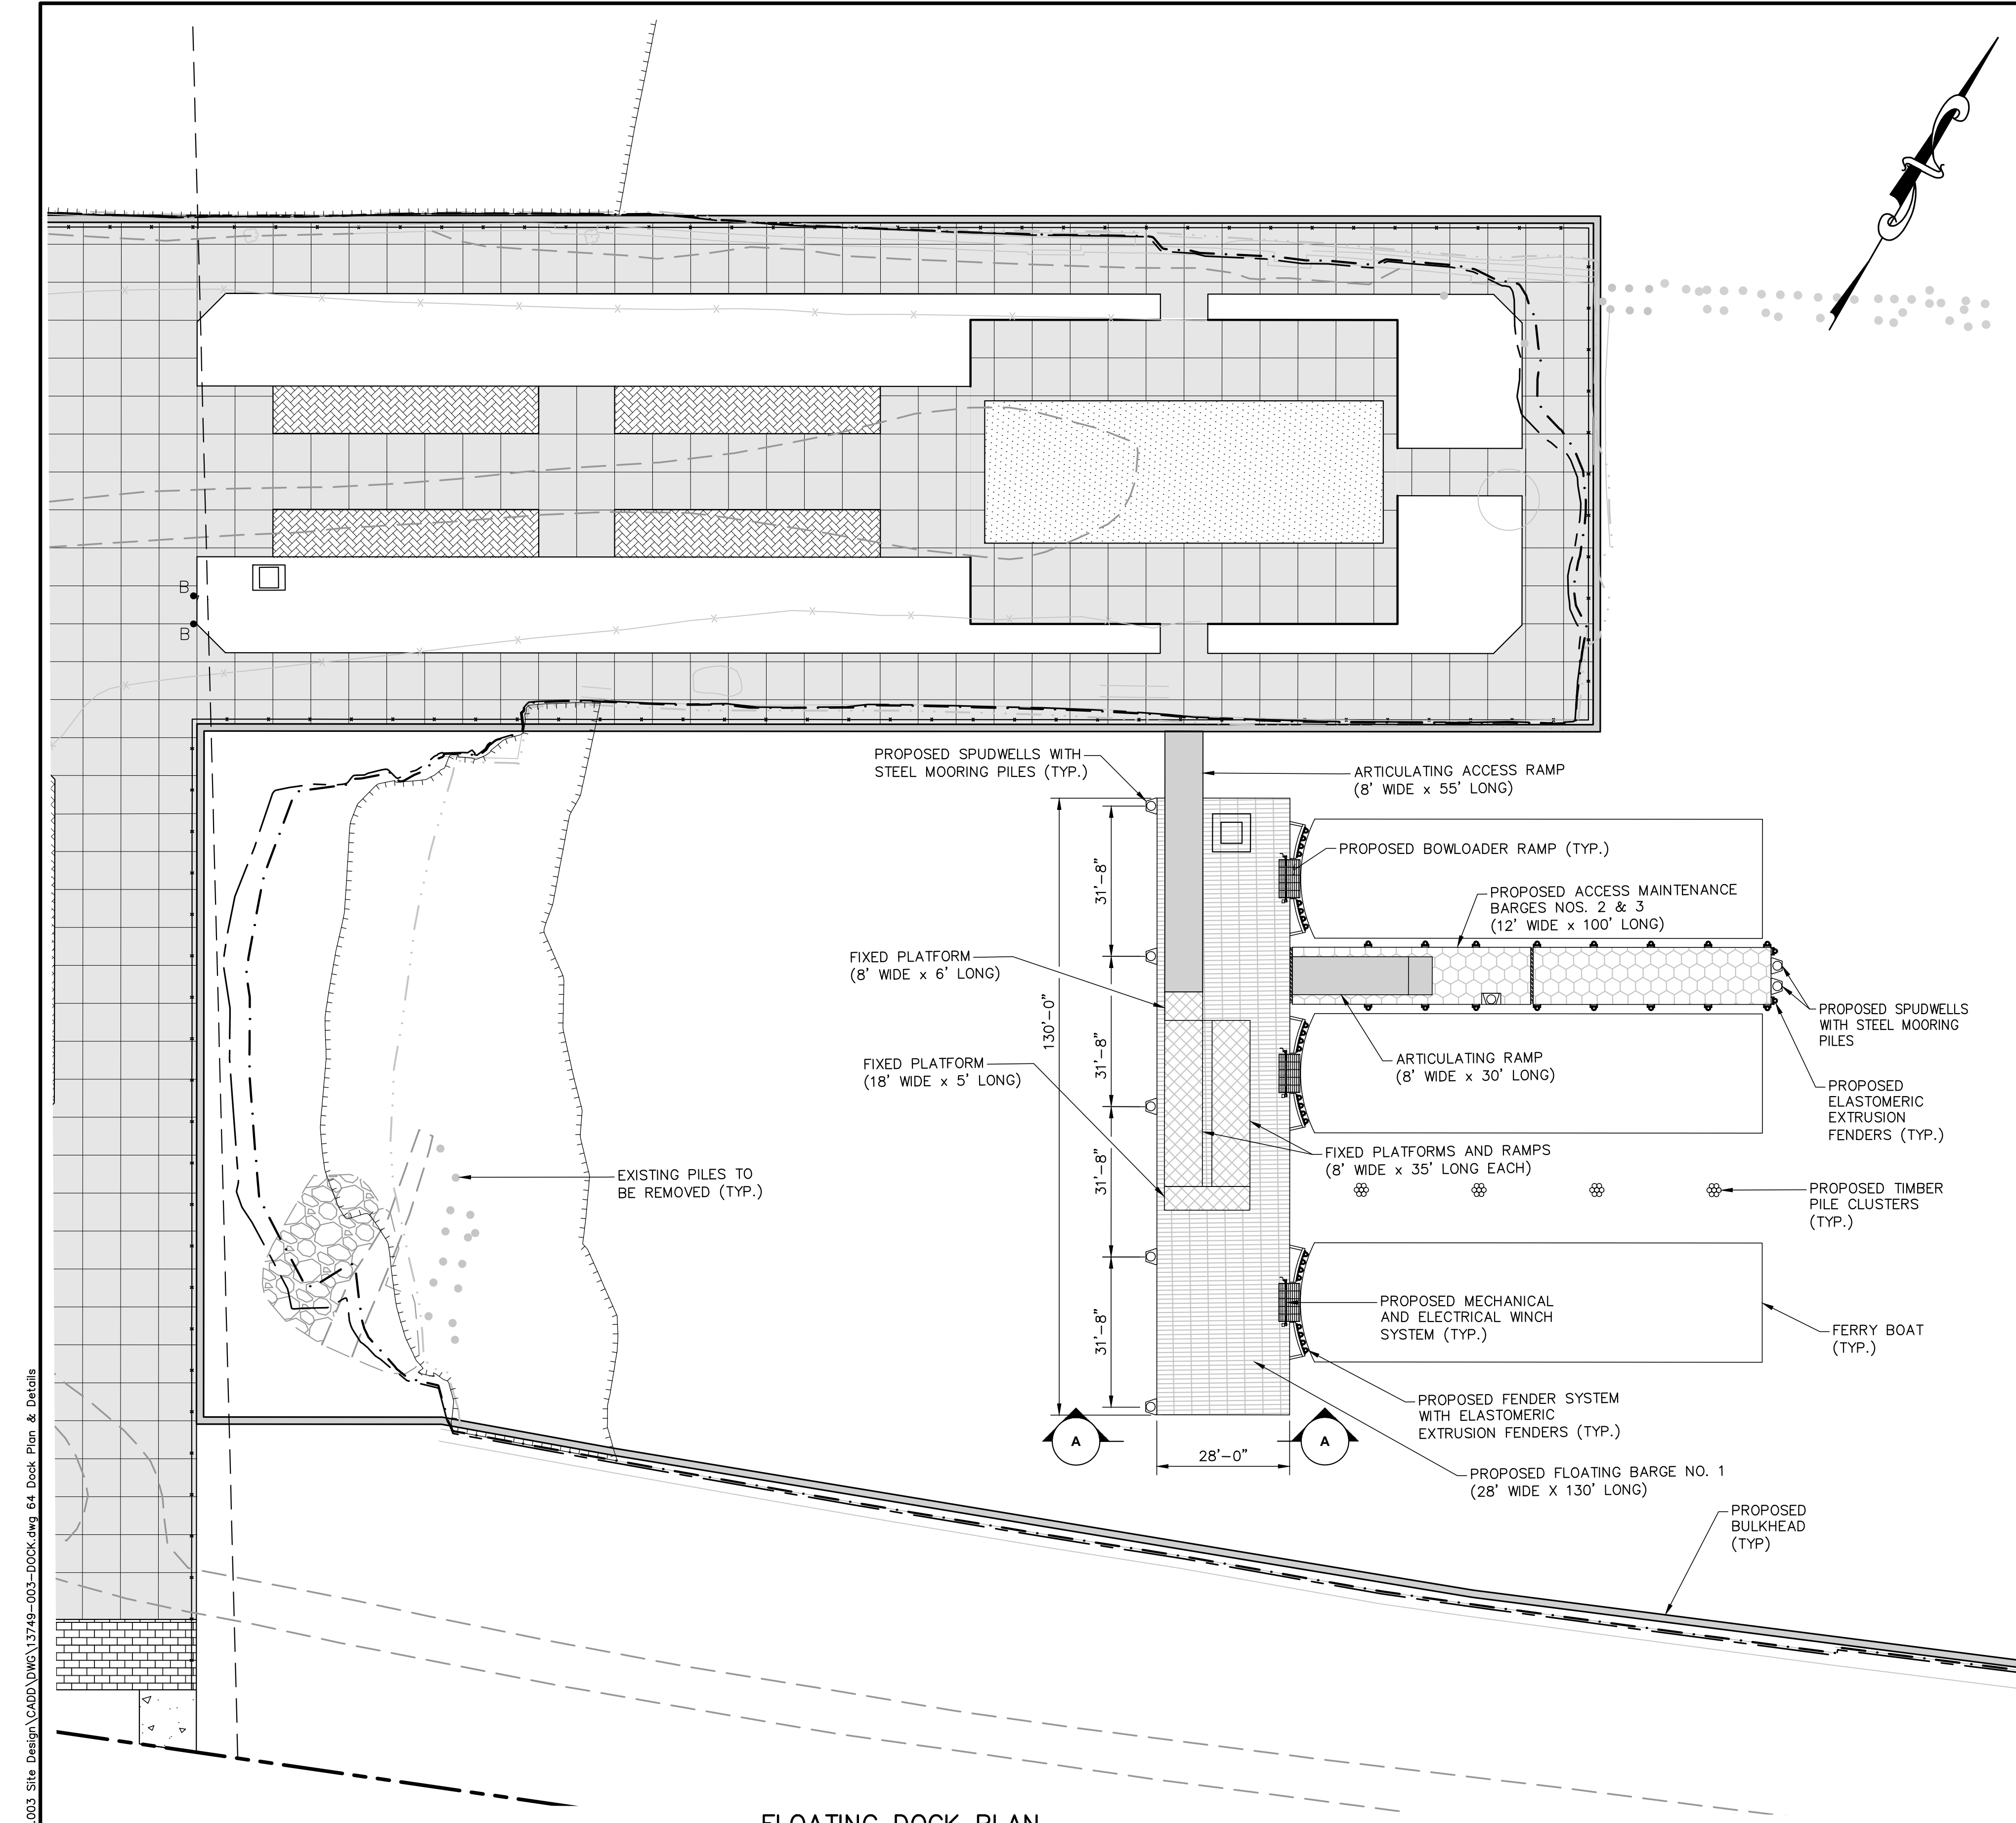 B
B
PROPOSED SPUDWELLS WITH
STEEL MOORING PILES (TYP.)
ARTICULATING ACCESS RAMP
(8' WIDE x 55' LONG)
PROPOSED BOWLOADER RAMP (TYP.)
31'-8"
PROPOSED ACCESS MAINTENANCE
BARGES NOS. 2 & 3
(12' WIDE x 100' LONG)
FIXED PLATFORM
(8' WIDE x 6' LONG)
130'-0"
31'-8"
PROPOSED SPUDWELLS
WITH STEEL MOORING
PILES
FIXED PLATFORM
(18' WIDE x 5' LONG)
ARTICULATING RAMP
(8' WIDE x 30' LONG)
PROPOSED
ELASTOMERIC
EXTRUSION
FENDERS (TYP.)
EXISTING PILES TO
BE REMOVED (TYP.)
31'-8"
FIXED PLATFORMS AND RAMPS
(8' WIDE x 35' LONG EACH)
PROPOSED TIMBER
PILE CLUSTERS
(TYP.)
31'-8"
PROPOSED MECHANICAL
AND ELECTRICAL WINCH
SYSTEM (TYP.)
FERRY BOAT
(TYP.)
PROPOSED FENDER SYSTEM
WITH ELASTOMERIC
EXTRUSION FENDERS (TYP.)
A
A
28'-0"
PROPOSED FLOATING BARGE NO. 1
(28' WIDE X 130' LONG)
PROPOSED
BULKHEAD
(TYP)
.003 Site Design\CADD\DWG\13749-003-DOCK.dwg 64 Dock Plan & Details
FLOATING DOCK PLAN